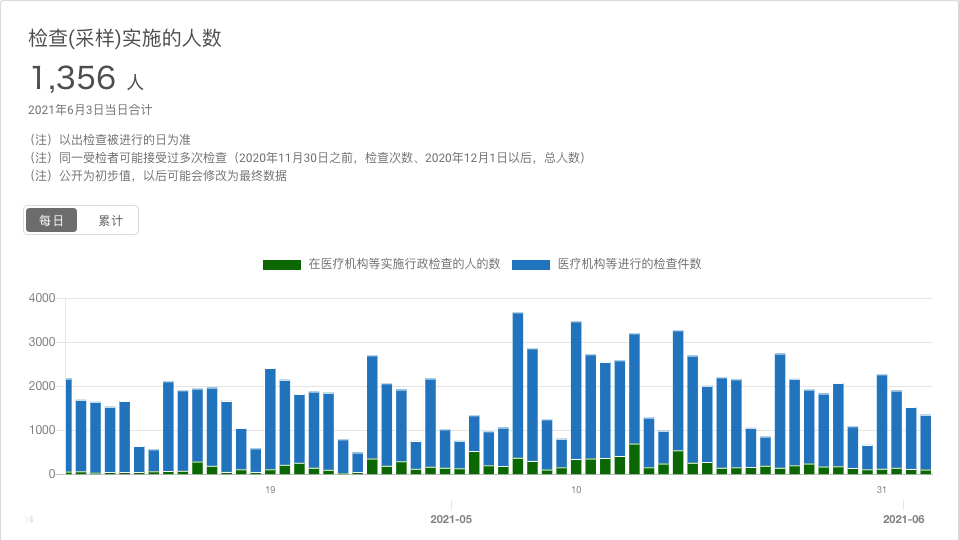 检查(采样)实施的人数
1,356 人
2021年6月3日当日合计
（注）以出检查被进行的日为准
（注）同一受检者可能接受过多次检查（2020年11月30日之前，检查次数、2020年12月1日以后，总人数）
（注）公开为初步值，以后可能会修改为最终数据
每日 累计
在医疗机构等实施行政检查的人的数 医疗机构等进行的检查件数
4000
3000
2000
1000
0
19 10 31
2021-05 2021-06